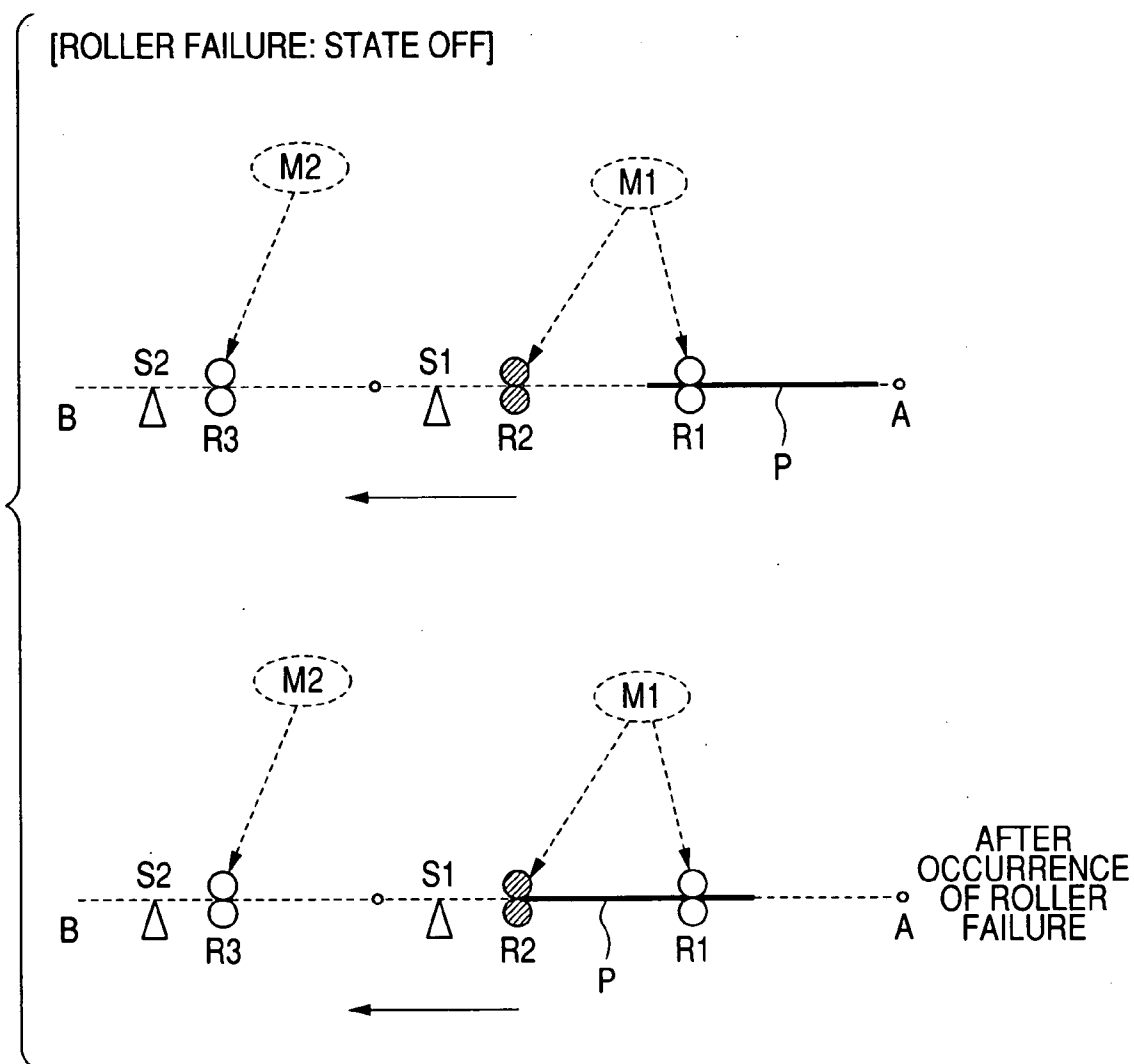 [ROLLER FAILURE: STATE OFF]
M2
M1
S2
S1
B
R3
R2
R1
P
A
M2
M1
S2
S1
B
R3
R2
P
R1
A
AFTER
OCCURRENCE
OF ROLLER
FAILURE